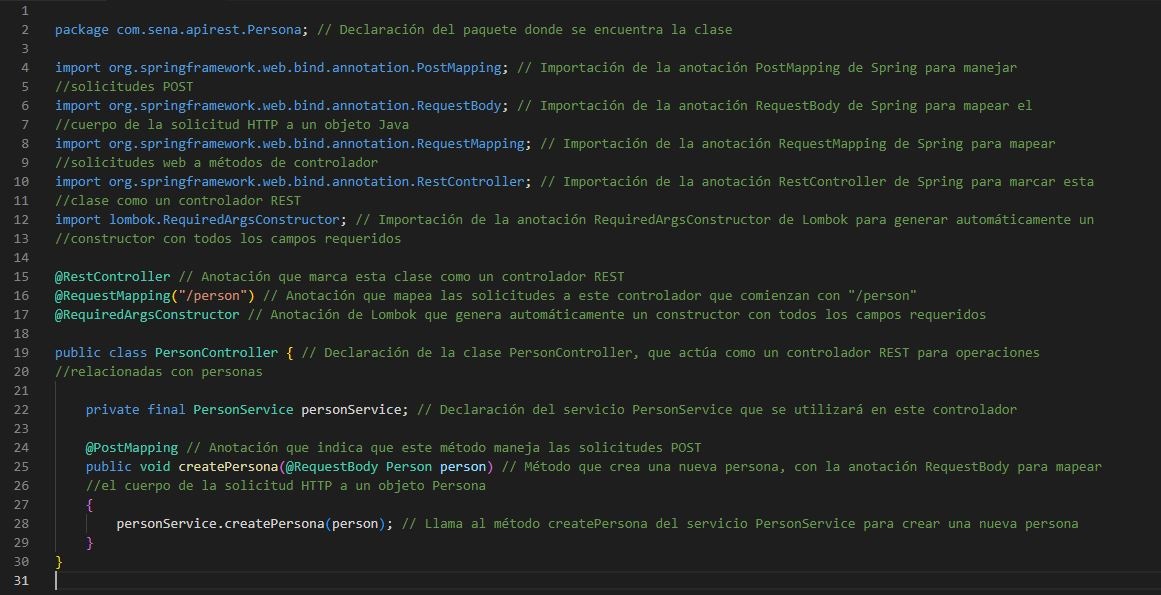 1
2 package com.sena.apirest.Persona; // Declaración del paquete donde se encuentra la clase
3
4 import org.springframework.web.bind.annotation.PostMapping; // Importación de la anotación PostMapping de Spring para manejar
5 //solicitudes POST
6 import org.springframework.web.bind.annotation.RequestBody; // Importación de la anotación RequestBody de Spring para mapear el
7 //cuerpo de la solicitud HTTP a un objeto Java
8 import org.springframework.web.bind.annotation.RequestMapping; // Importación de la anotación RequestMapping de Spring para mapear
9 //solicitudes web a métodos de controlador
10 import org.springframework.web.bind.annotation.RestController; // Importación de la anotación RestController de Spring para marcar esta
11 //clase como un controlador REST
12 import lombok.RequiredArgsConstructor; // Importación de la anotación RequiredArgsConstructor de Lombok para generar automáticamente un
13 //constructor con todos los campos requeridos
14
15 @RestController // Anotación que marca esta clase como un controlador REST
16 @RequestMapping("/person") // Anotación que mapea las solicitudes a este controlador que comienzan con "/person"
17 @RequiredArgsConstructor // Anotación de Lombok que genera automáticamente un constructor con todos los campos requeridos
18
19 public class PersonController { // Declaración de la clase PersonController, que actúa como un controlador REST para operaciones
20 //relacionadas con personas
21
22 private final PersonService personService; // Declaración del servicio PersonService que se utilizará en este controlador
23
24 @PostMapping // Anotación que indica que este método maneja las solicitudes POST
25 public void createPersona(@RequestBody Person person) // Método que crea una nueva persona, con la anotación RequestBody para mapear
26 //el cuerpo de la solicitud HTTP a un objeto Persona
27 {
28 personService.createPersona(person); // Llama al método createPersona del servicio PersonService para crear una nueva persona
29 }
30 }
31